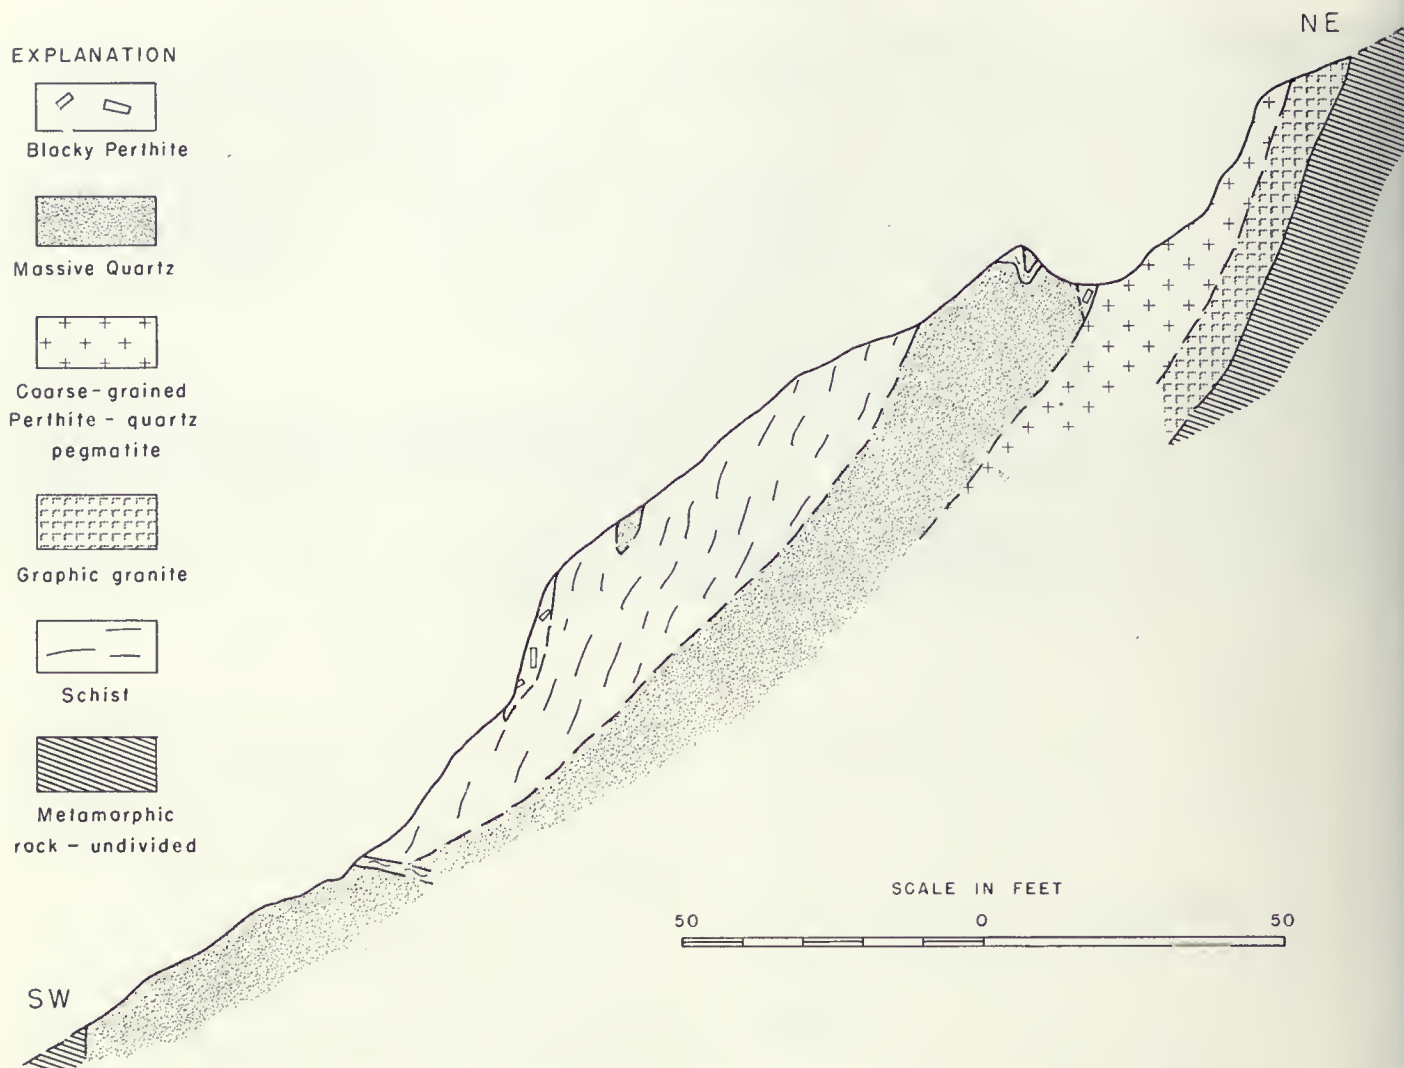 EXPLANATION
Blocky Perthite
Massive Quartz
Coarse-grained
Perthite - quartz
pegmatite
Graphic granite
Schist
Metamorphic
rock - undivided
NE
SW
SCALE IN FEET
50 0 50